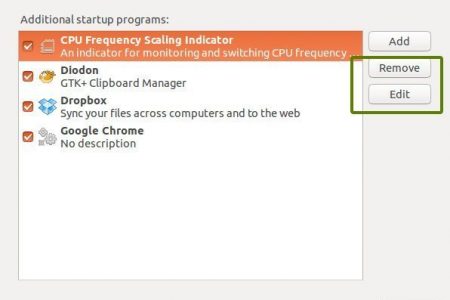 Additional startup programs:
CPU Frequency Scaling Indicator
An indicator for monitoring and switching CPU frequency ...
Add
Diodon
GTK+ Clipboard Manager
Remove
Dropbox
Sync your files across computers and to the web
Edit
Google Chrome
No description